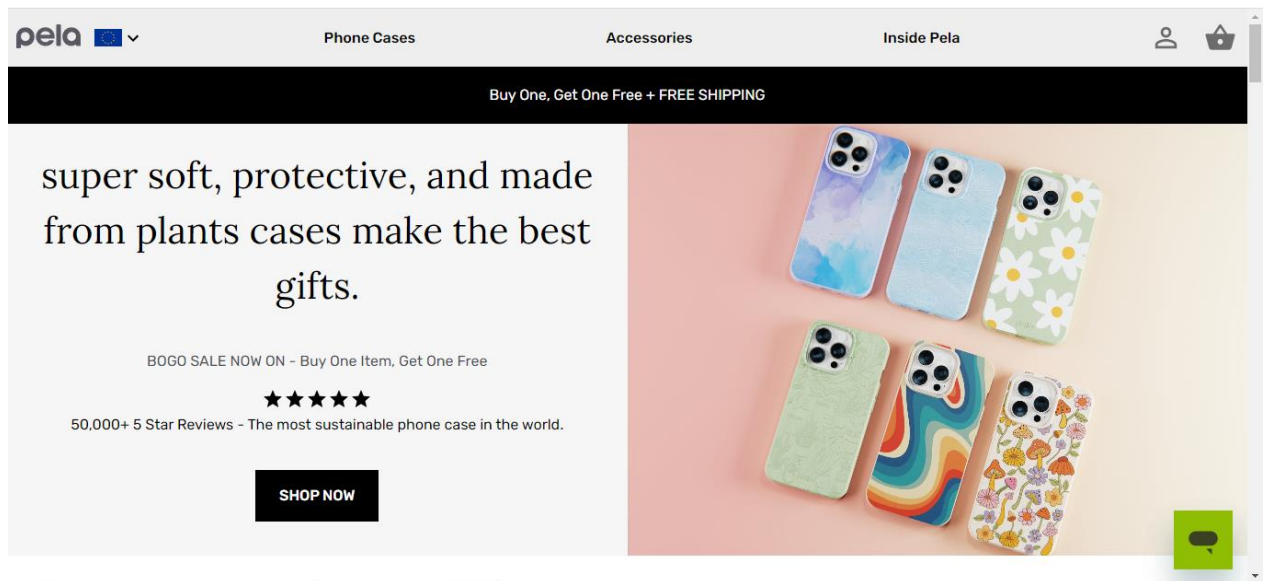 pela
Phone Cases
Accessories
Inside Pela
Buy One, Get One Free + FREE SHIPPING
super soft, protective, and made
from plants cases make the best
gifts.
BOGO SALE NOW ON - Buy One Item, Get One Free
50,000+ 5 Star Reviews - The most sustainable phone case in the world.
SHOP NOW